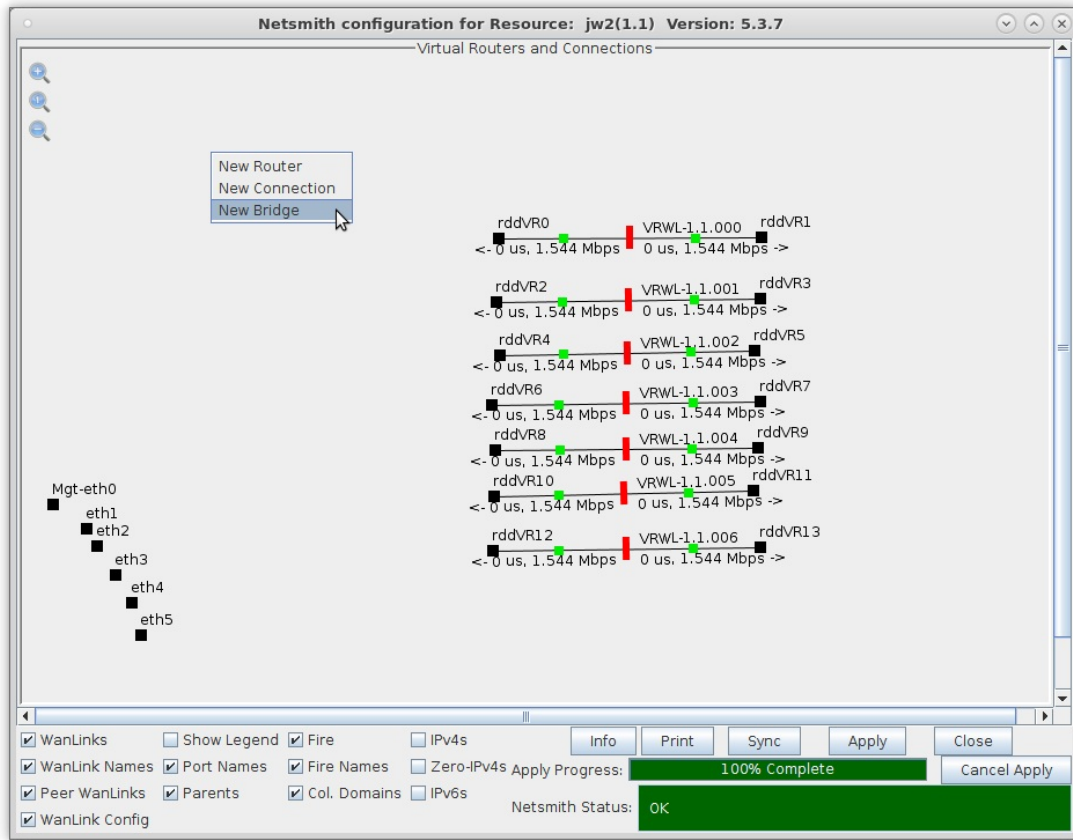 Netsmith configuration for Resource:  jw2(1.1)  Version: 5.3.7
Virtual Routers and Connections
New Router
New Connection
New Bridge
rddVR0 VRWL-1.1.000 rddVR1
<- 0 us, 1.544 Mbps 0 us, 1.544 Mbps ->
rddVR2 VRWL-1.1.001 rddVR3
<- 0 us, 1.544 Mbps 0 us, 1.544 Mbps ->
rddVR4 VRWL-1.1.002 rddVR5
<- 0 us, 1.544 Mbps 0 us, 1.544 Mbps ->
rddVR6 VRWL-1.1.003 rddVR7
<- 0 us, 1.544 Mbps 0 us, 1.544 Mbps ->
rddVR8 VRWL-1.1.004 rddVR9
<- 0 us, 1.544 Mbps 0 us, 1.544 Mbps ->
rddVR10 VRWL-1.1.005 rddVR11
<- 0 us, 1.544 Mbps 0 us, 1.544 Mbps ->
rddVR12 VRWL-1.1.006 rddVR13
<- 0 us, 1.544 Mbps 0 us, 1.544 Mbps ->
Mgt-eth0
eth1
eth2
eth3
eth4
eth5
WanLinks Show Legend Fire IPv4s Info Print Sync Apply Close
WanLink Names Port Names Fire Names Zero-IPv4s Apply Progress: 100% Complete Cancel Apply
Peer WanLinks Parents Col. Domains IPv6s Netsmith Status: OK
WanLink Config